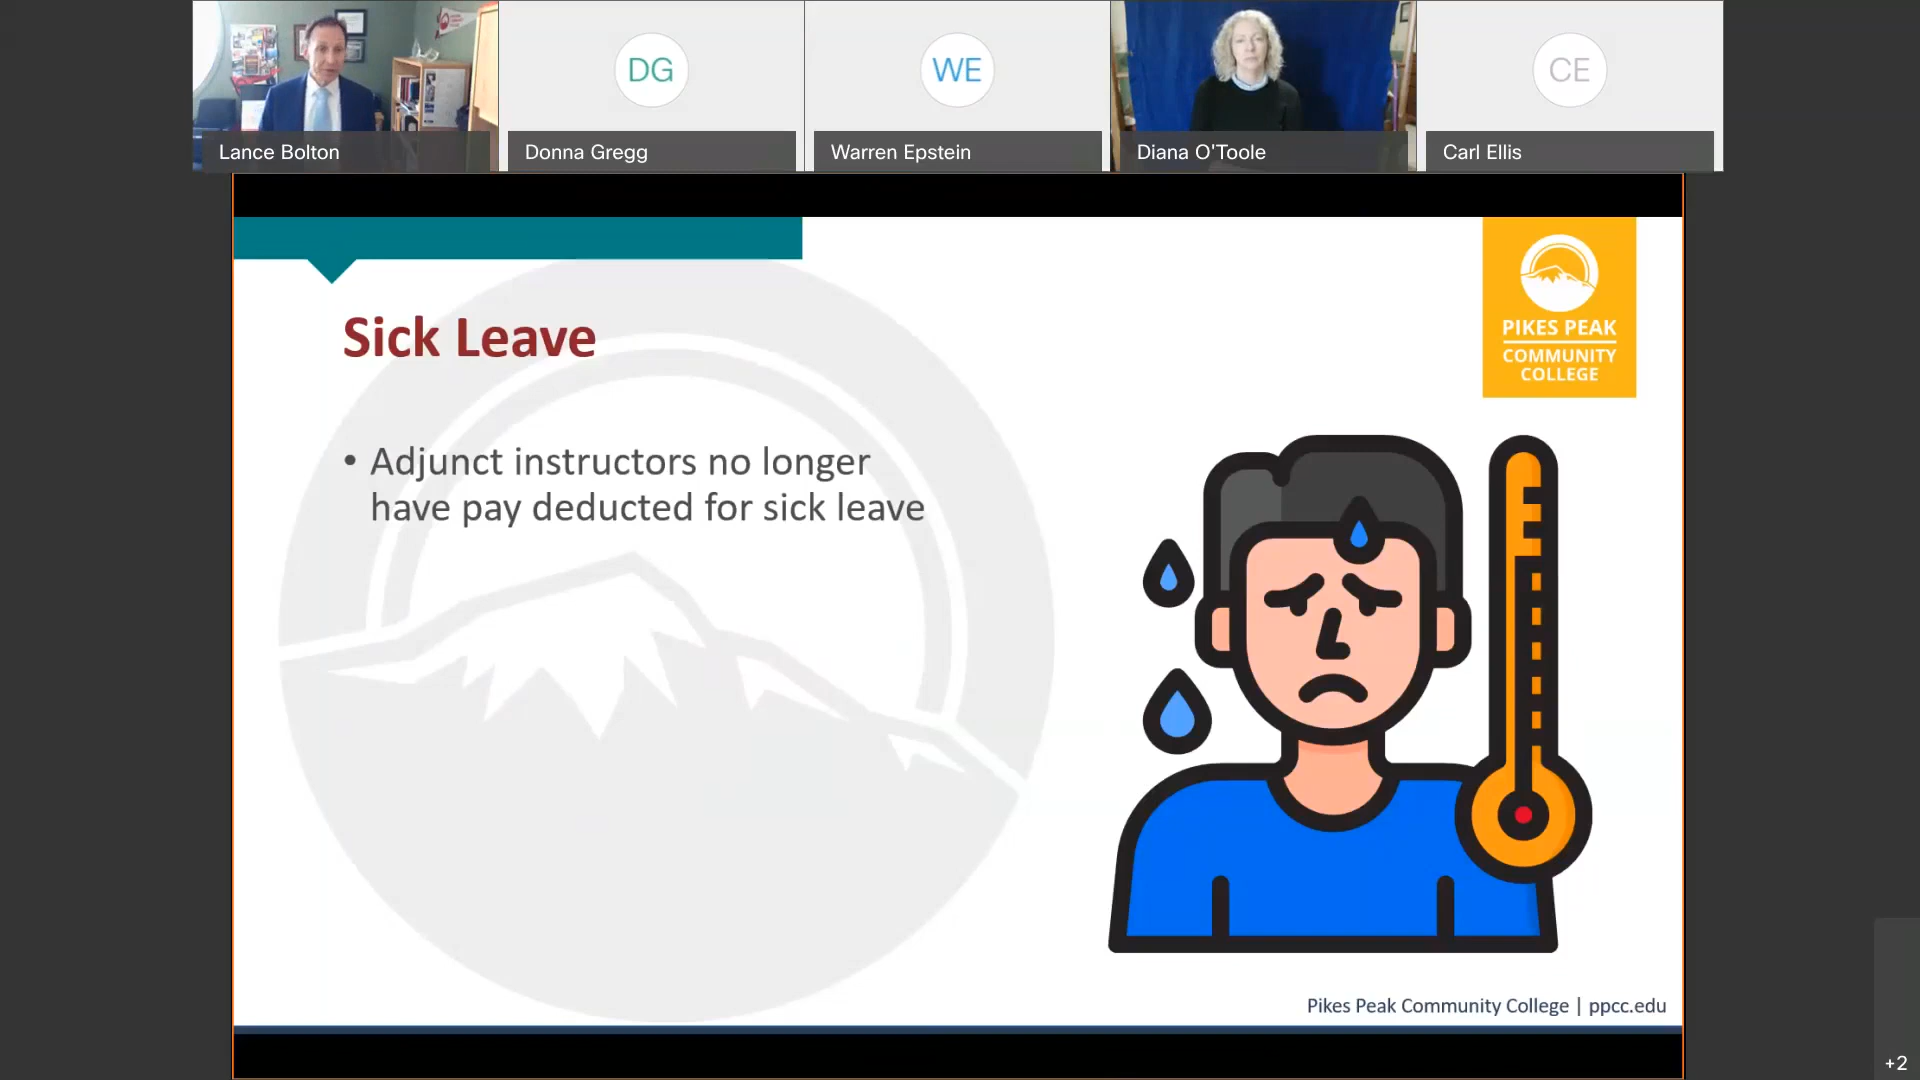 DG
WE
CE
Lance Bolton
Donna Gregg
Warren Epstein
Diana O'Toole
Carl Ellis
PIKES PEAK
COMMUNITY
COLLEGE
Sick Leave
• Adjunct instructors no longer
have pay deducted for sick leave
Pikes Peak Community College | ppcc.edu
+2